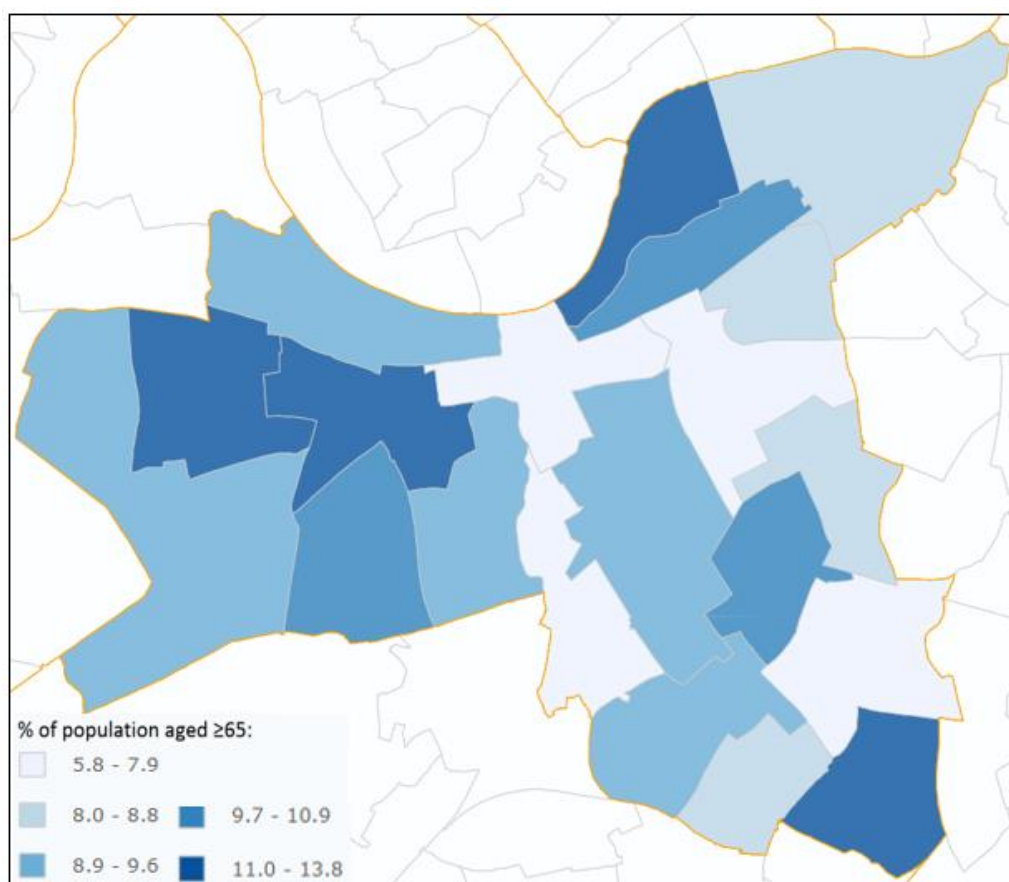 % of population aged ≥65:
5.8 - 7.9
8.0 - 8.8 9.7 - 10.9
8.9 - 9.6 11.0 - 13.8